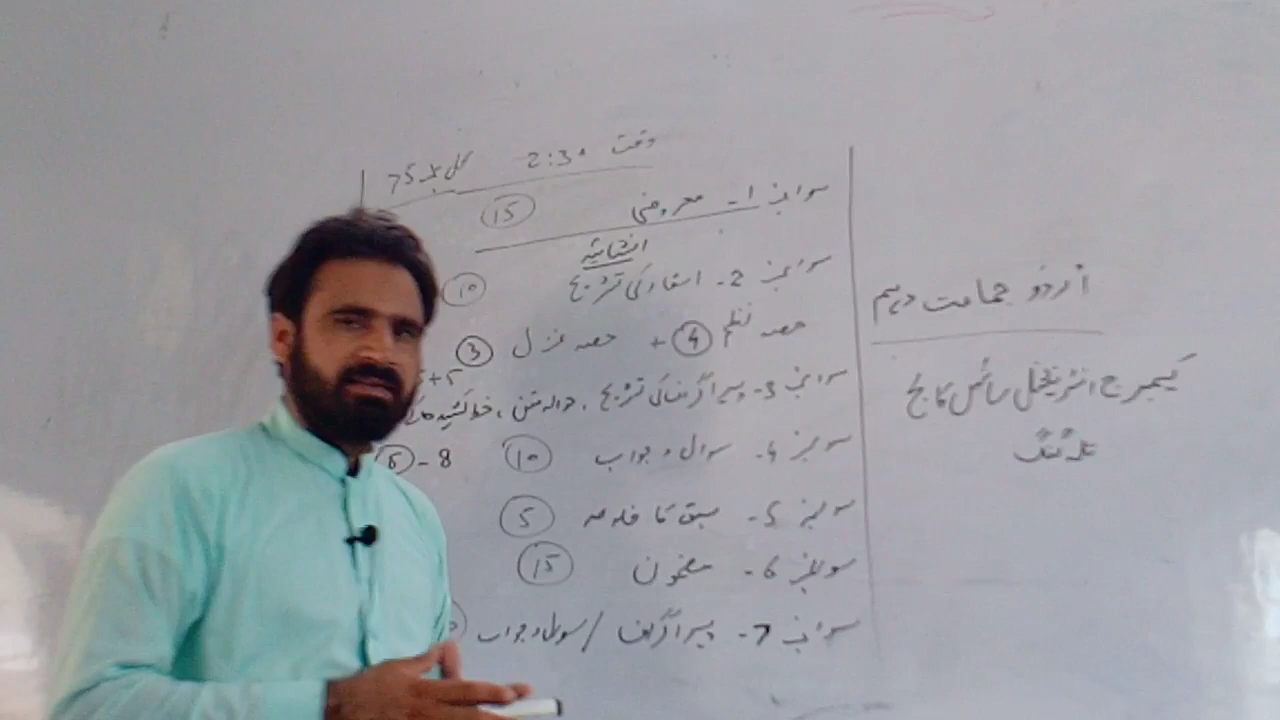 وقت 2:30 کل نمبر 75
سوال نمبر 1- معروضی (15)
انشائیہ
سوال نمبر 2- اشعار کی تشریح (10)
حصہ نظم (4) + حصہ غزل (3)
سوال نمبر 3- پیراگراف کی تشریح ، حوالہ متن ، خط کشیدہ
سوال نمبر 4- سوال و جواب (10) 8 -
سوال نمبر 5- سبق کا خلاصہ (5)
سوال نمبر 6- مضمون (15)
سوال نمبر 7- پیراگراف / سوال و جواب
اردو جماعت دہم
کیمبرج انٹرنیشنل سائنس کالج
تلہ گنگ